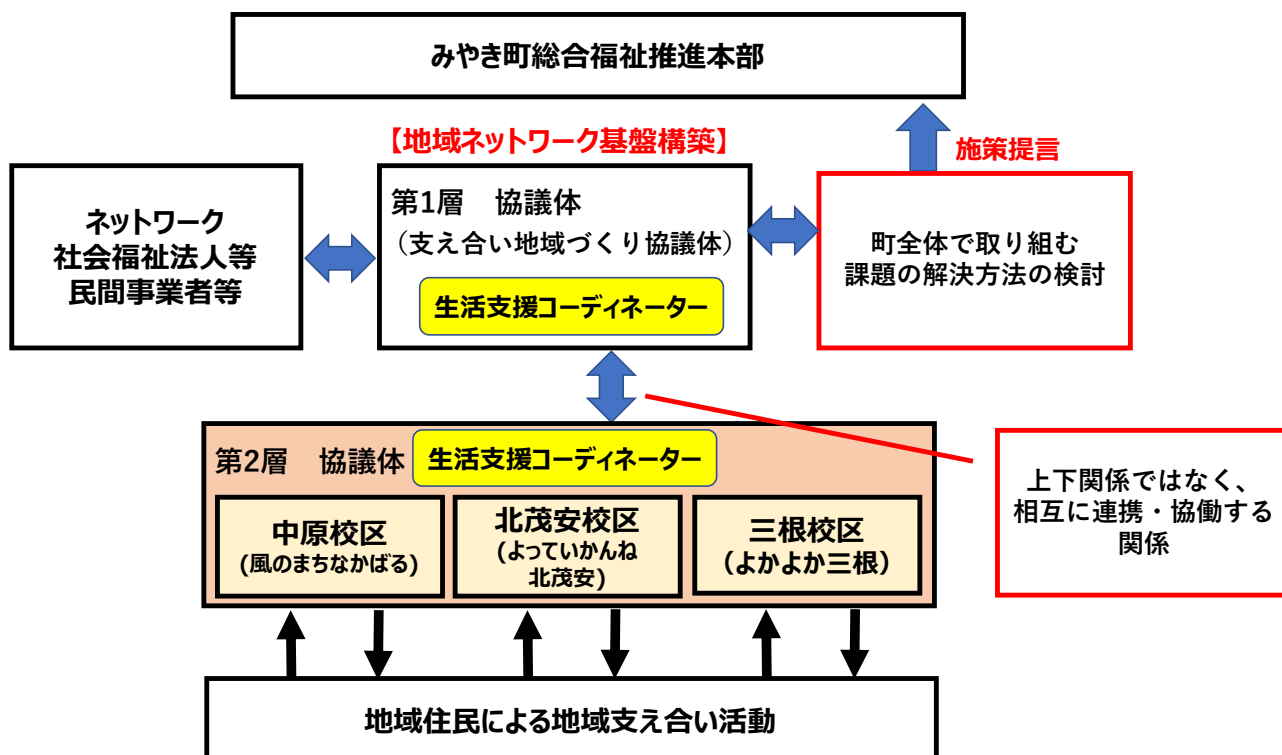 みやき町総合福祉推進本部
【地域ネットワーク基盤構築】
施策提言
ネットワーク
社会福祉法人等
民間事業者等
第1層　協議体
（支え合い地域づくり協議体）
生活支援コーディネーター
町全体で取り組む
課題の解決方法の検討
第2層　協議体
生活支援コーディネーター
中原校区
(風のまちなかばる)
北茂安校区
(よっていかんね
北茂安)
三根校区
（よかよか三根）
上下関係ではなく、
相互に連携・協働する
関係
地域住民による地域支え合い活動